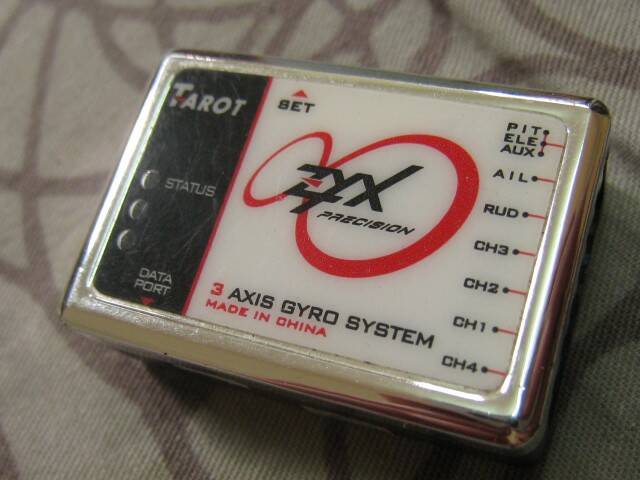 TAROT
SET
STATUS
DATA
PORT
ZYX
PRECISION
3 AXIS GYRO SYSTEM
MADE IN CHINA
PIT
ELE
AUX
AIL
RUD
CH3
CH2
CH1
CH4